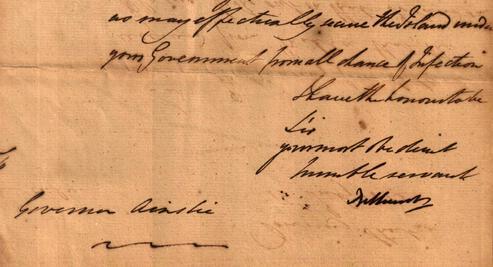 as may effectually secure the Island under
your Government from all chance of Infection
I have the honour to be
Sir
your most Obedient
humble servant
Governor Ainslie